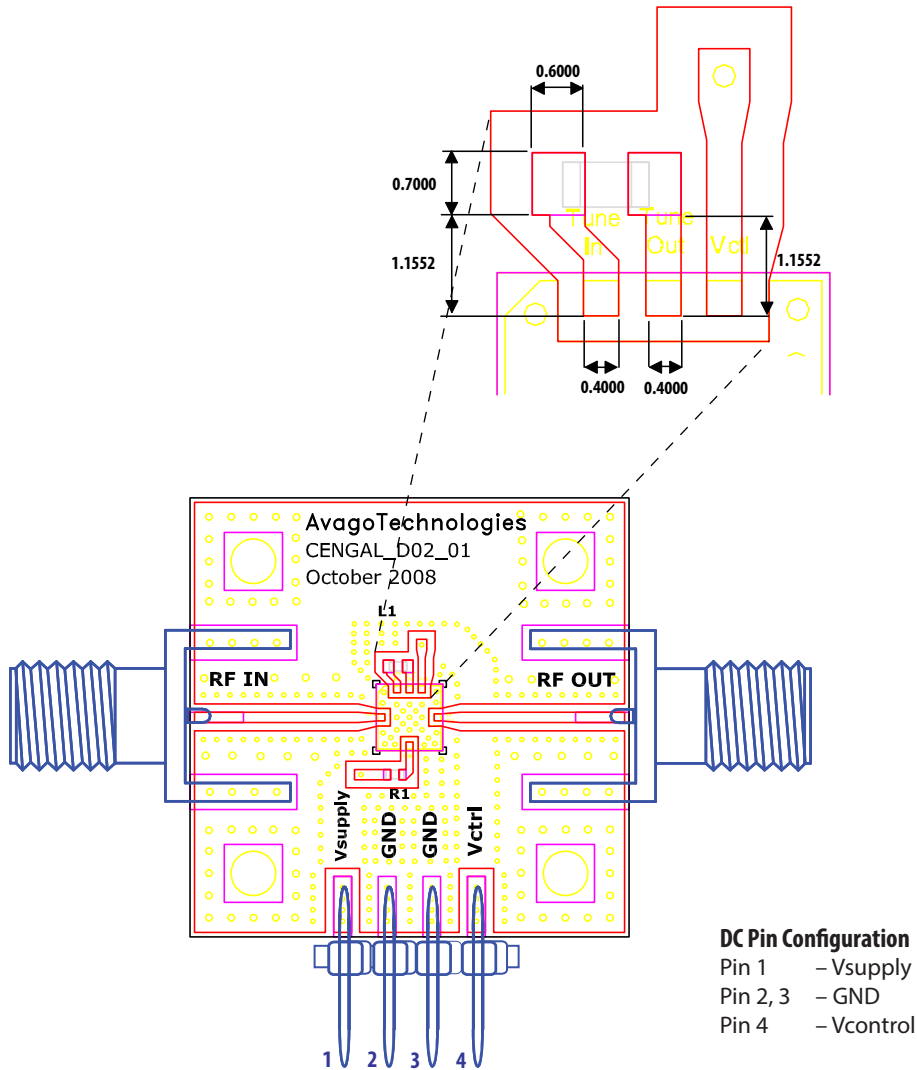 0.6000
0.7000
1.1552
Tune
In
Tune
Out
Vctl
1.1552
0.4000
0.4000
AvagoTechnologies
CENGAL_D02_01
October 2008
L1
RF IN
RF OUT
R1
Vsupply
GND
GND
Vctrl
DC Pin Configuration
Pin 1 – Vsupply
Pin 2, 3 – GND
Pin 4 – Vcontrol
1
2
3
4